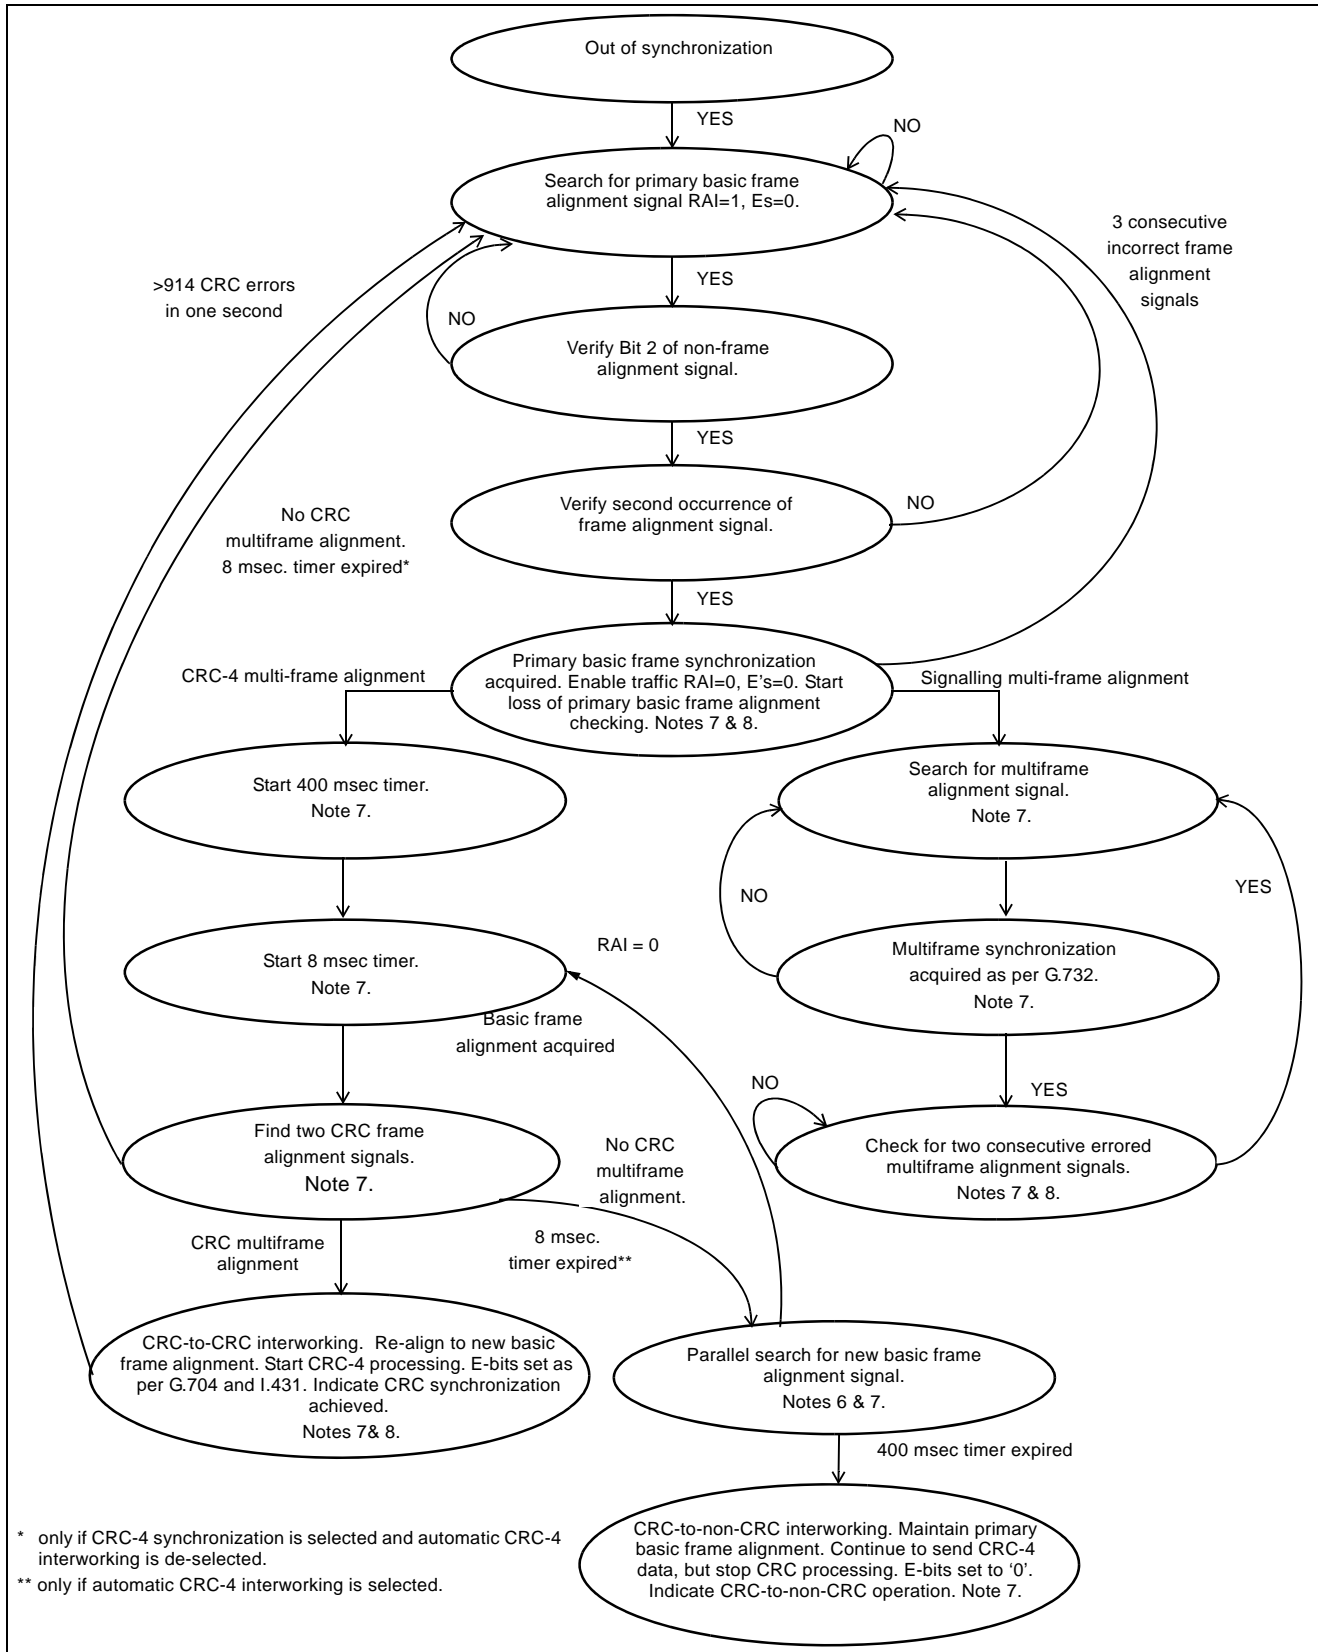 Out of synchronization
YES
NO
Search for primary basic frame
alignment signal RAI=1, Es=0.
3 consecutive
incorrect frame
alignment
signals
YES
>914 CRC errors
in one second
NO
Verify Bit 2 of non-frame
alignment signal.
YES
Verify second occurrence of
frame alignment signal.
NO
No CRC
multiframe alignment.
8 msec. timer expired*
YES
CRC-4 multi-frame alignment
Primary basic frame synchronization
acquired. Enable traffic RAI=0, E's=0. Start
loss of primary basic frame alignment
checking. Notes 7 & 8.
Signalling multi-frame alignment
Start 400 msec timer.
Note 7.
Search for multiframe
alignment signal.
Note 7.
NO
YES
Start 8 msec timer.
Note 7.
RAI = 0
Basic frame
alignment acquired
Multiframe synchronization
acquired as per G.732.
Note 7.
NO
YES
Find two CRC frame
alignment signals.
Note 7.
No CRC
multiframe
alignment.
Check for two consecutive errored
multiframe alignment signals.
Notes 7 & 8.
CRC multiframe
alignment
8 msec.
timer expired**
CRC-to-CRC interworking. Re-align to new basic
frame alignment. Start CRC-4 processing. E-bits set as
per G.704 and I.431. Indicate CRC synchronization
achieved.
Notes 7& 8.
Parallel search for new basic frame
alignment signal.
Notes 6 & 7.
400 msec timer expired
CRC-to-non-CRC interworking. Maintain primary
basic frame alignment. Continue to send CRC-4
data, but stop CRC processing. E-bits set to ‘0’.
Indicate CRC-to-non-CRC operation. Note 7.
* only if CRC-4 synchronization is selected and automatic CRC-4
interworking is de-selected.
** only if automatic CRC-4 interworking is selected.